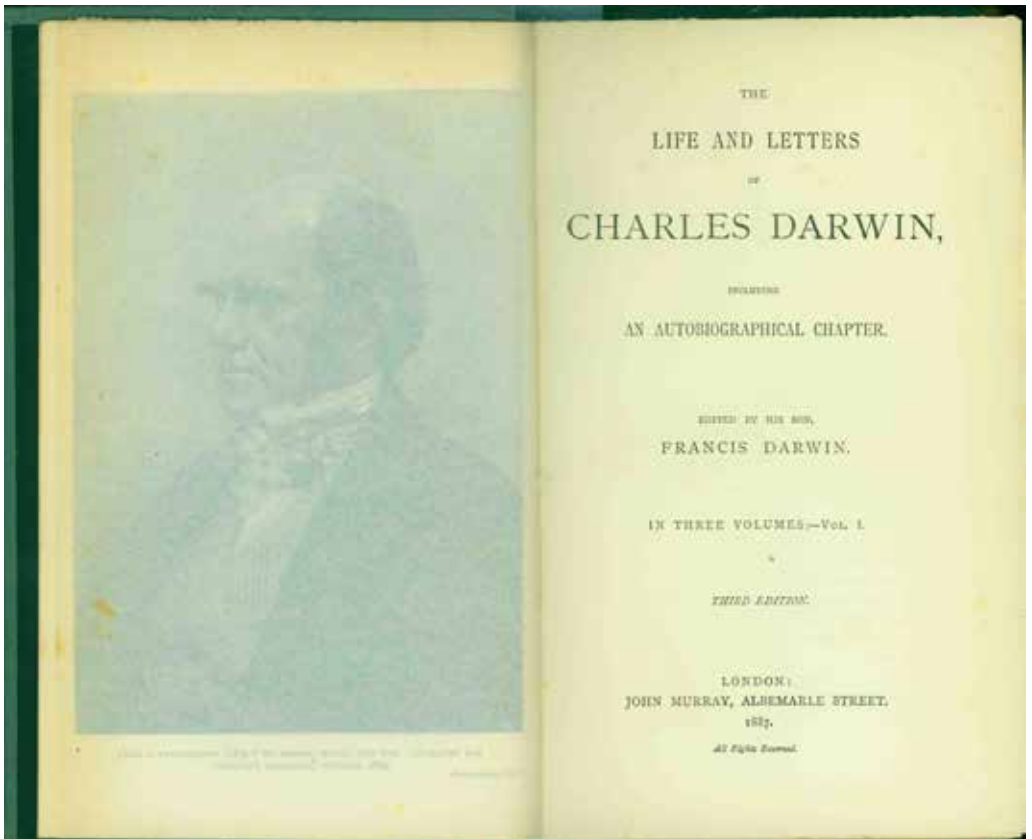 THE
LIFE AND LETTERS
OF
CHARLES DARWIN,
INCLUDING
AN AUTOBIOGRAPHICAL CHAPTER.
EDITED BY HIS SON,
FRANCIS DARWIN.
IN THREE VOLUMES:—VOL. I.
THIRD EDITION.
LONDON:
JOHN MURRAY, ALBEMARLE STREET.
1887.
All Rights Reserved.